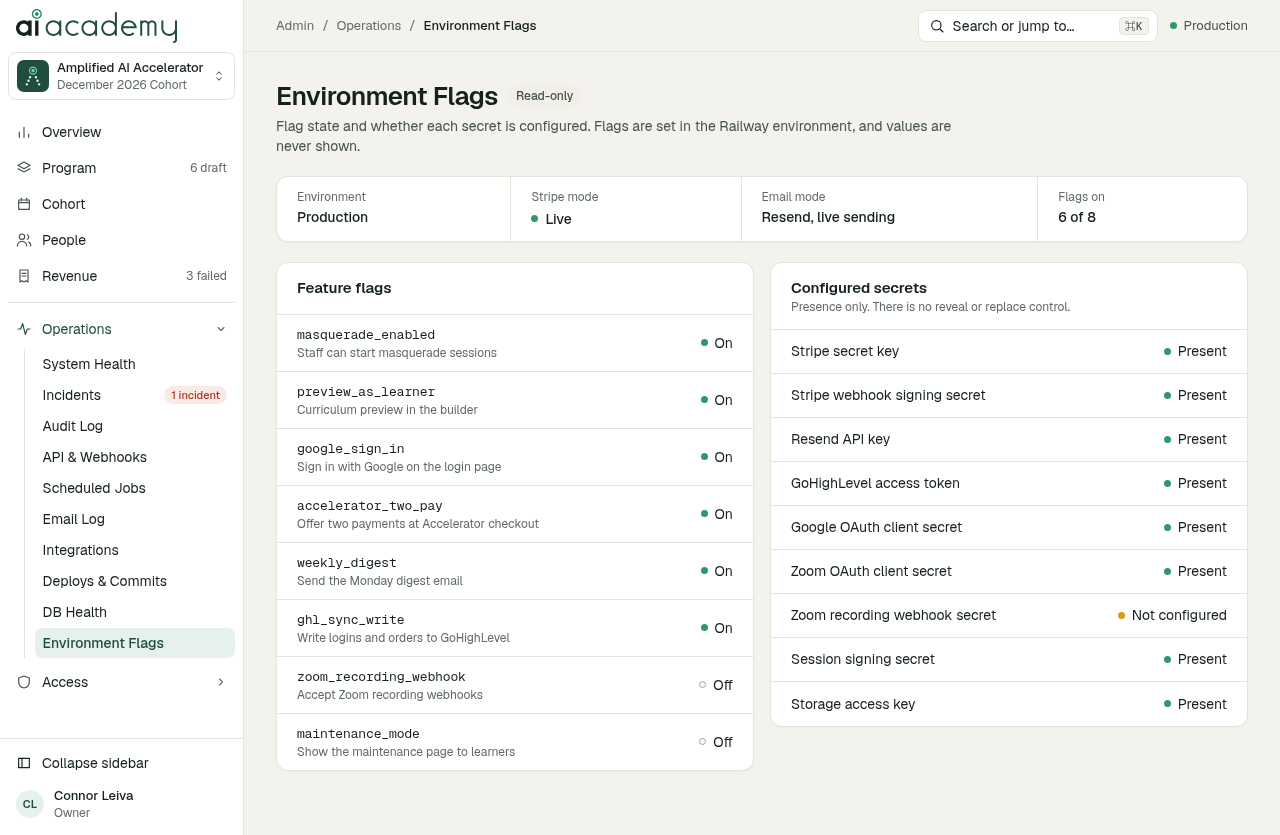 ai academy
Amplified AI Accelerator
December 2026 Cohort
Overview
Program 6 draft
Cohort
People
Revenue 3 failed
Operations
System Health
Incidents 1 incident
Audit Log
API & Webhooks
Scheduled Jobs
Email Log
Integrations
Deploys & Commits
DB Health
Environment Flags
Access
Collapse sidebar
CL Connor Leiva
Owner
Admin / Operations / Environment Flags
Search or jump to… ⌘K Production
Environment Flags Read-only
Flag state and whether each secret is configured. Flags are set in the Railway environment, and values are
never shown.
Environment
Production
Stripe mode
Live
Email mode
Resend, live sending
Flags on
6 of 8
Feature flags
masquerade_enabled
Staff can start masquerade sessions
On
preview_as_learner
Curriculum preview in the builder
On
google_sign_in
Sign in with Google on the login page
On
accelerator_two_pay
Offer two payments at Accelerator checkout
On
weekly_digest
Send the Monday digest email
On
ghl_sync_write
Write logins and orders to GoHighLevel
On
zoom_recording_webhook
Accept Zoom recording webhooks
Off
maintenance_mode
Show the maintenance page to learners
Off
Configured secrets
Presence only. There is no reveal or replace control.
Stripe secret key Present
Stripe webhook signing secret Present
Resend API key Present
GoHighLevel access token Present
Google OAuth client secret Present
Zoom OAuth client secret Present
Zoom recording webhook secret Not configured
Session signing secret Present
Storage access key Present